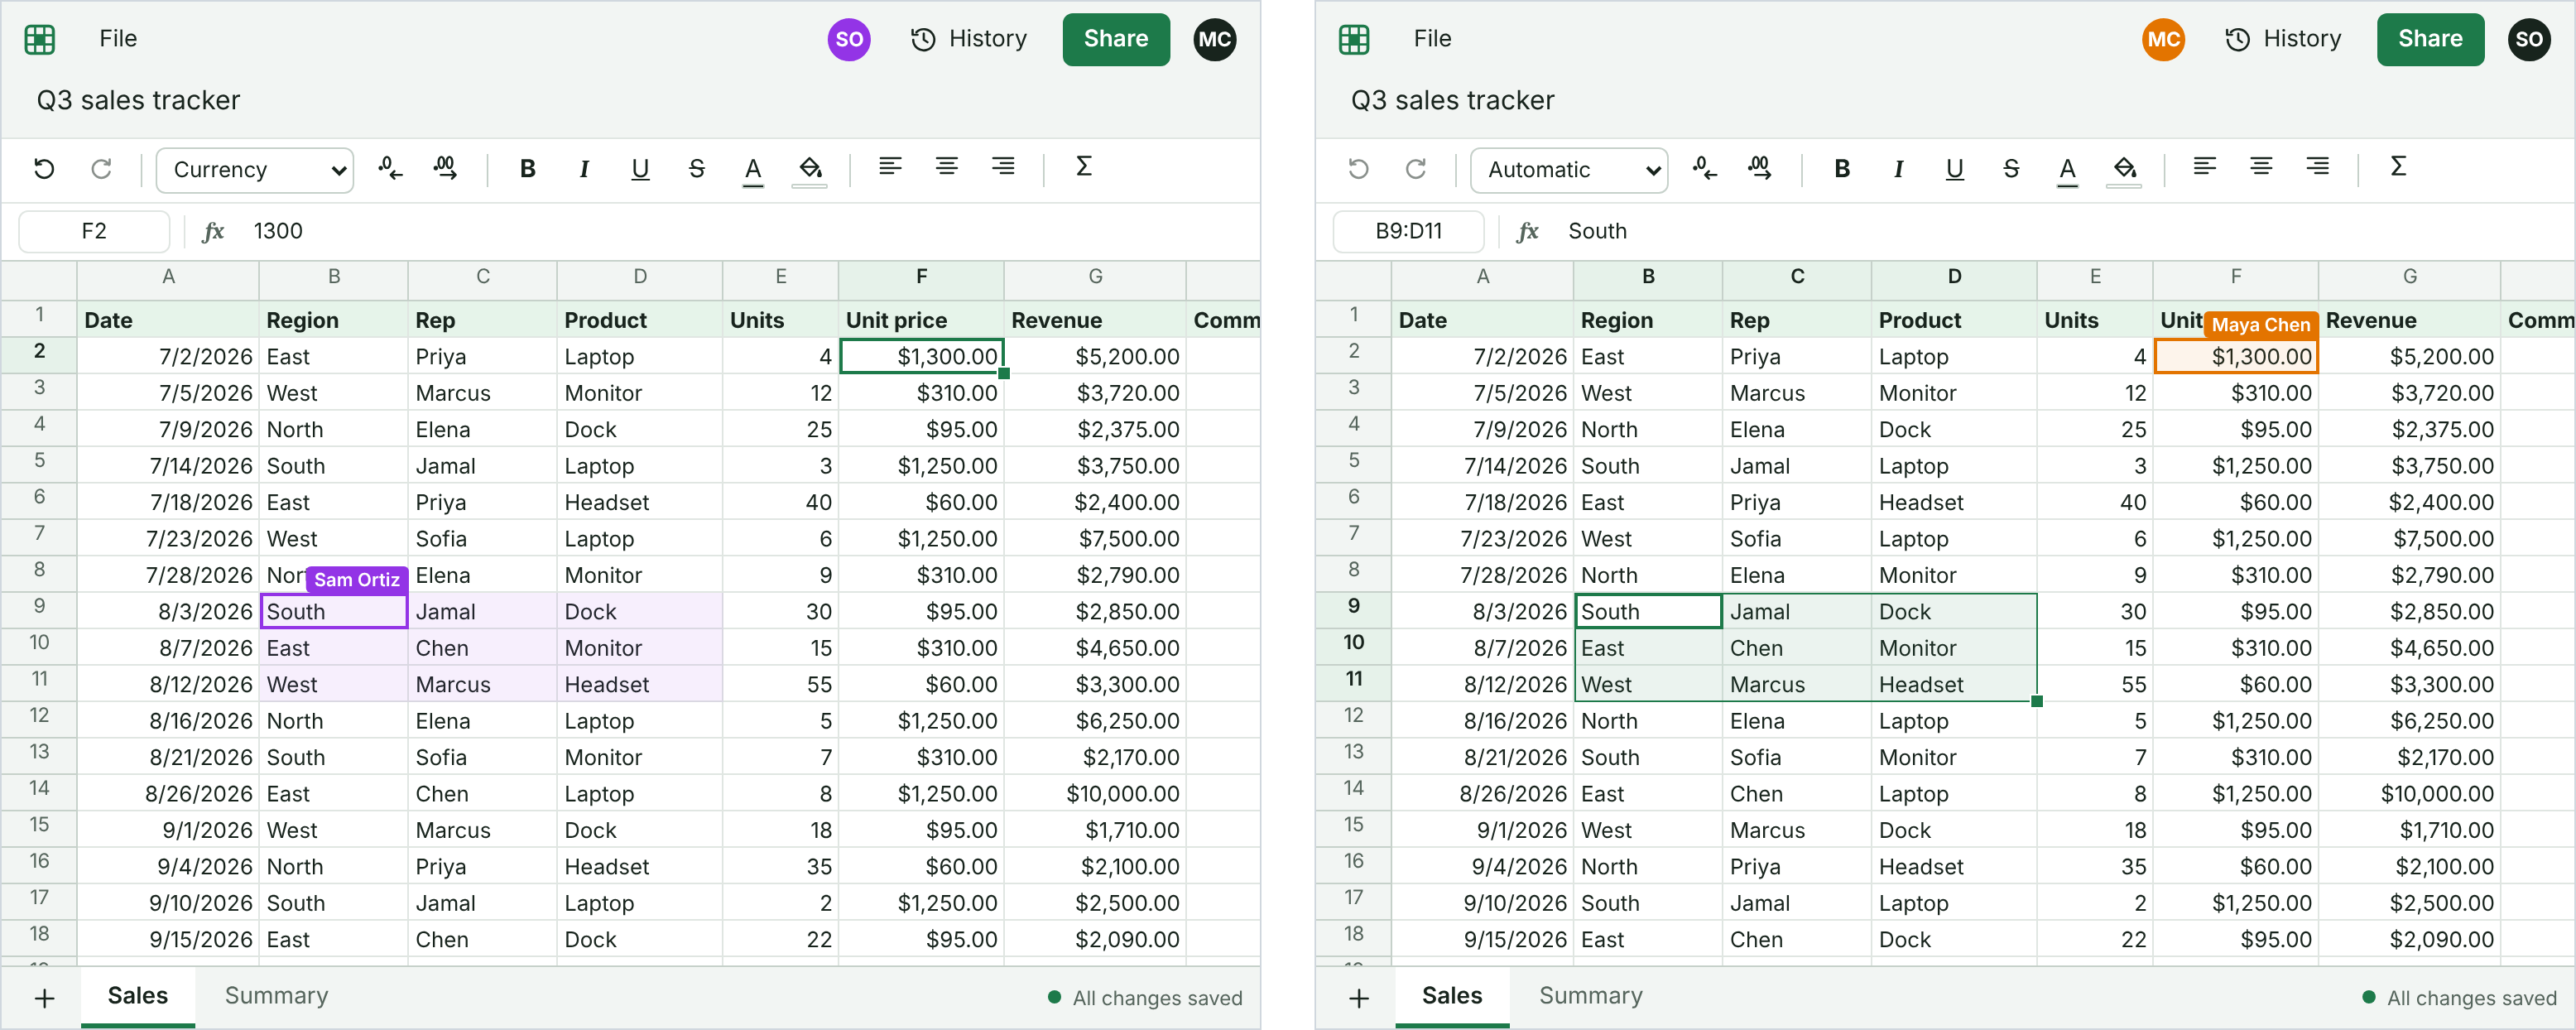 File SO History Share MC
Q3 sales tracker
Currency .0 .00 B I U S A Σ
F2 fx 1300
A B C D E F G
1 Date Region Rep Product Units Unit price Revenue Comm
2 7/2/2026 East Priya Laptop 4 $1,300.00 $5,200.00
3 7/5/2026 West Marcus Monitor 12 $310.00 $3,720.00
4 7/9/2026 North Elena Dock 25 $95.00 $2,375.00
5 7/14/2026 South Jamal Laptop 3 $1,250.00 $3,750.00
6 7/18/2026 East Priya Headset 40 $60.00 $2,400.00
7 7/23/2026 West Sofia Laptop 6 $1,250.00 $7,500.00
8 7/28/2026 Nor Sam Ortiz Elena Monitor 9 $310.00 $2,790.00
9 8/3/2026 South Jamal Dock 30 $95.00 $2,850.00
10 8/7/2026 East Chen Monitor 15 $310.00 $4,650.00
11 8/12/2026 West Marcus Headset 55 $60.00 $3,300.00
12 8/16/2026 North Elena Laptop 5 $1,250.00 $6,250.00
13 8/21/2026 South Sofia Monitor 7 $310.00 $2,170.00
14 8/26/2026 East Chen Laptop 8 $1,250.00 $10,000.00
15 9/1/2026 West Marcus Dock 18 $95.00 $1,710.00
16 9/4/2026 North Priya Headset 35 $60.00 $2,100.00
17 9/10/2026 South Jamal Laptop 2 $1,250.00 $2,500.00
18 9/15/2026 East Chen Dock 22 $95.00 $2,090.00
+ Sales Summary All changes saved
File MC History Share SO
Q3 sales tracker
Automatic .0 .00 B I U S A Σ
B9:D11 fx South
A B C D E F G
1 Date Region Rep Product Units Unit Maya Chen Revenue Comm
2 7/2/2026 East Priya Laptop 4 $1,300.00 $5,200.00
3 7/5/2026 West Marcus Monitor 12 $310.00 $3,720.00
4 7/9/2026 North Elena Dock 25 $95.00 $2,375.00
5 7/14/2026 South Jamal Laptop 3 $1,250.00 $3,750.00
6 7/18/2026 East Priya Headset 40 $60.00 $2,400.00
7 7/23/2026 West Sofia Laptop 6 $1,250.00 $7,500.00
8 7/28/2026 North Elena Monitor 9 $310.00 $2,790.00
9 8/3/2026 South Jamal Dock 30 $95.00 $2,850.00
10 8/7/2026 East Chen Monitor 15 $310.00 $4,650.00
11 8/12/2026 West Marcus Headset 55 $60.00 $3,300.00
12 8/16/2026 North Elena Laptop 5 $1,250.00 $6,250.00
13 8/21/2026 South Sofia Monitor 7 $310.00 $2,170.00
14 8/26/2026 East Chen Laptop 8 $1,250.00 $10,000.00
15 9/1/2026 West Marcus Dock 18 $95.00 $1,710.00
16 9/4/2026 North Priya Headset 35 $60.00 $2,100.00
17 9/10/2026 South Jamal Laptop 2 $1,250.00 $2,500.00
18 9/15/2026 East Chen Dock 22 $95.00 $2,090.00
+ Sales Summary All changes saved